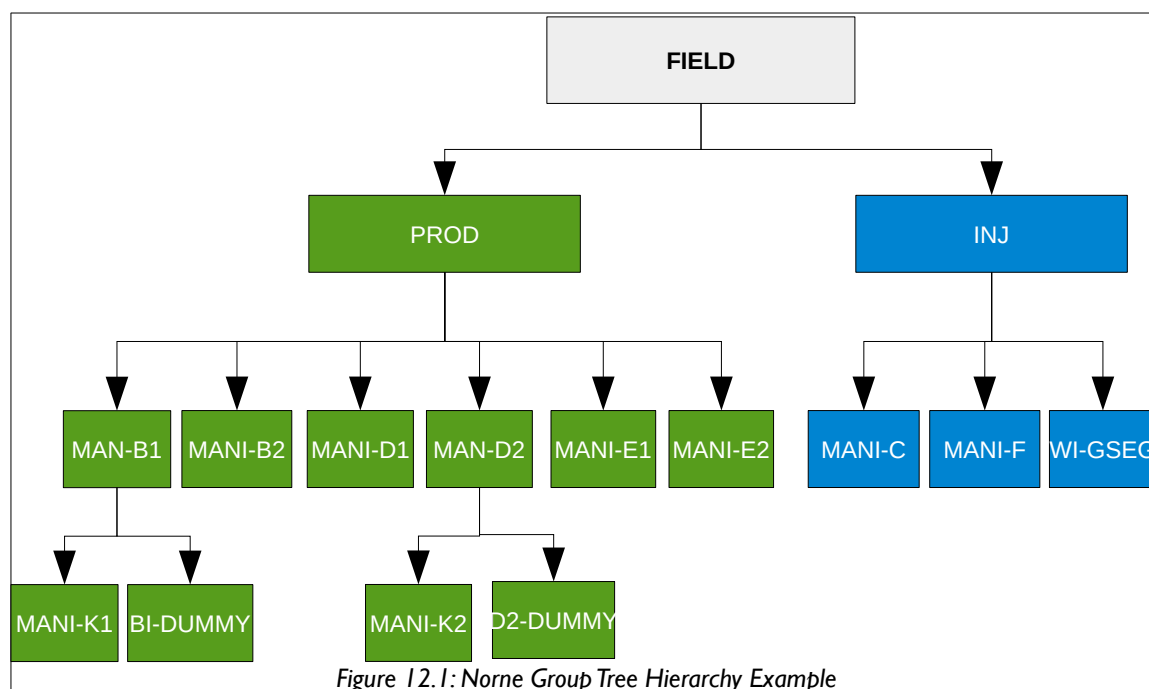 FIELD
PROD
INJ
MAN-B1
MANI-B2
MANI-D1
MAN-D2
MANI-E1
MANI-E2
MANI-C
MANI-F
WI-GSEG
MANI-K1
BI-DUMMY
MANI-K2
D2-DUMMY
Figure 12.1: Norne Group Tree Hierarchy Example